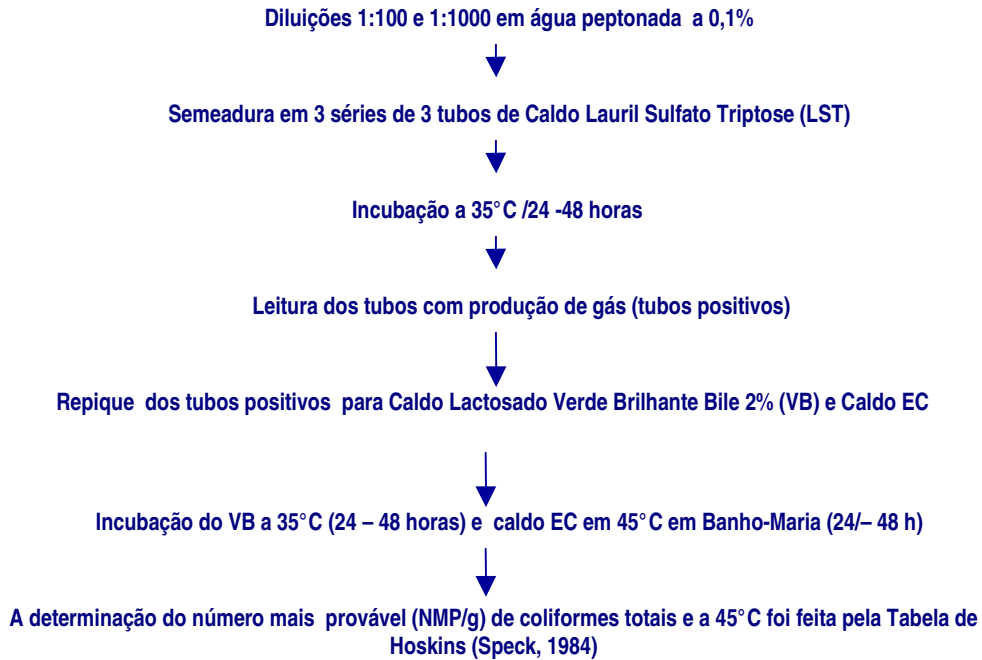 Diluições 1:100 e 1:1000 em água peptonada a 0,1%
Semeadura em 3 séries de 3 tubos de Caldo Lauril Sulfato Triptose (LST)
Incubação a 35°C /24 -48 horas
Leitura dos tubos com produção de gás (tubos positivos)
Repique dos tubos positivos para Caldo Lactosado Verde Brilhante Bile 2% (VB) e Caldo EC
Incubação do VB a 35°C (24 – 48 horas) e caldo EC em 45°C em Banho-Maria (24/– 48 h)
A determinação do número mais provável (NMP/g) de coliformes totais e a 45°C foi feita pela Tabela de
Hoskins (Speck, 1984)